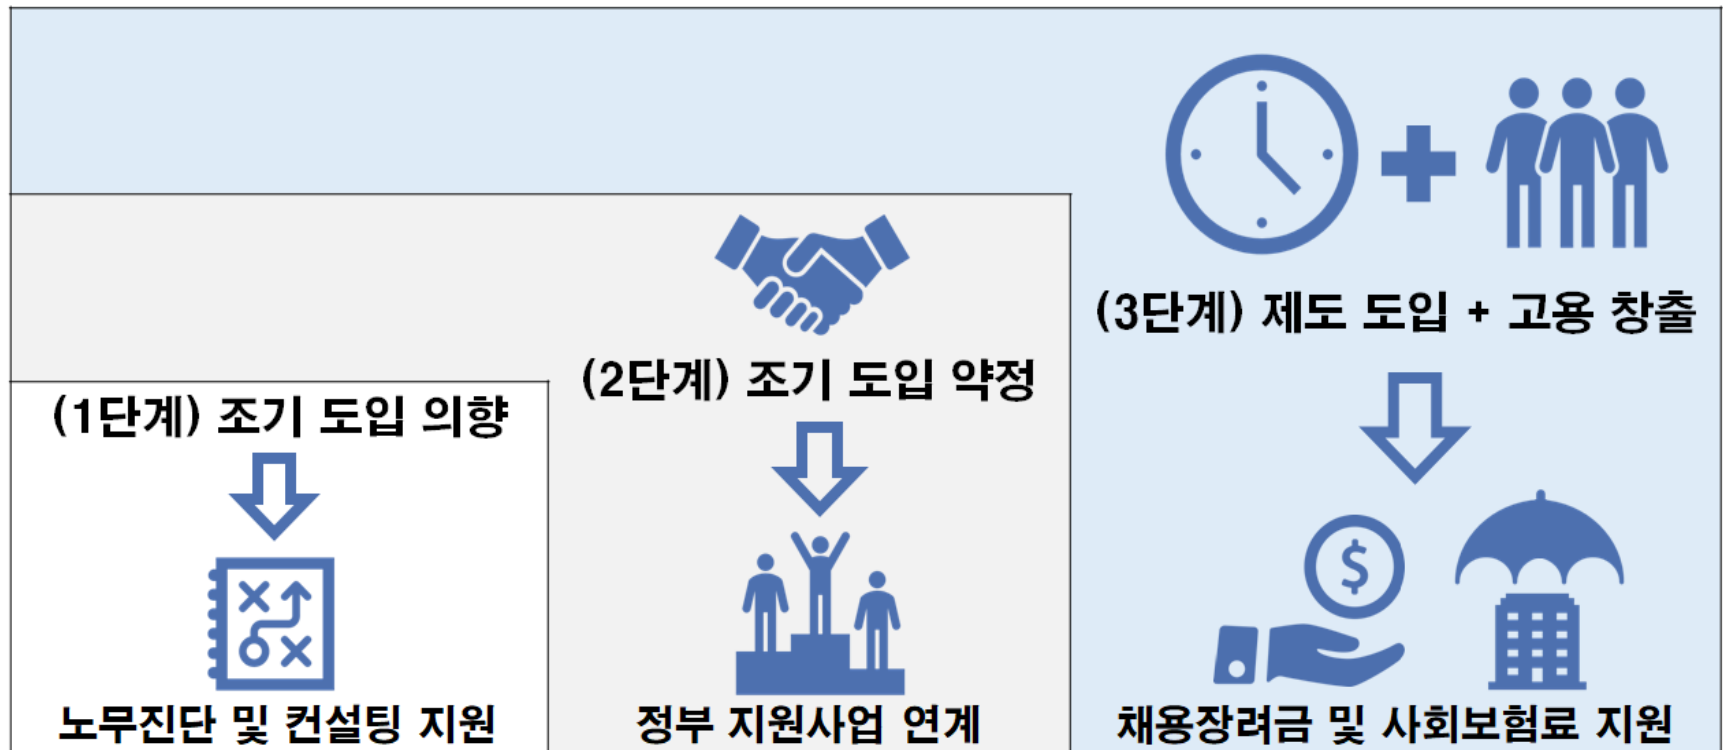 (1단계) 조기 도입 의향
노무진단 및 컨설팅 지원
(2단계) 조기 도입 약정
정부 지원사업 연계
(3단계) 제도 도입 + 고용 창출
$
채용장려금 및 사회보험료 지원